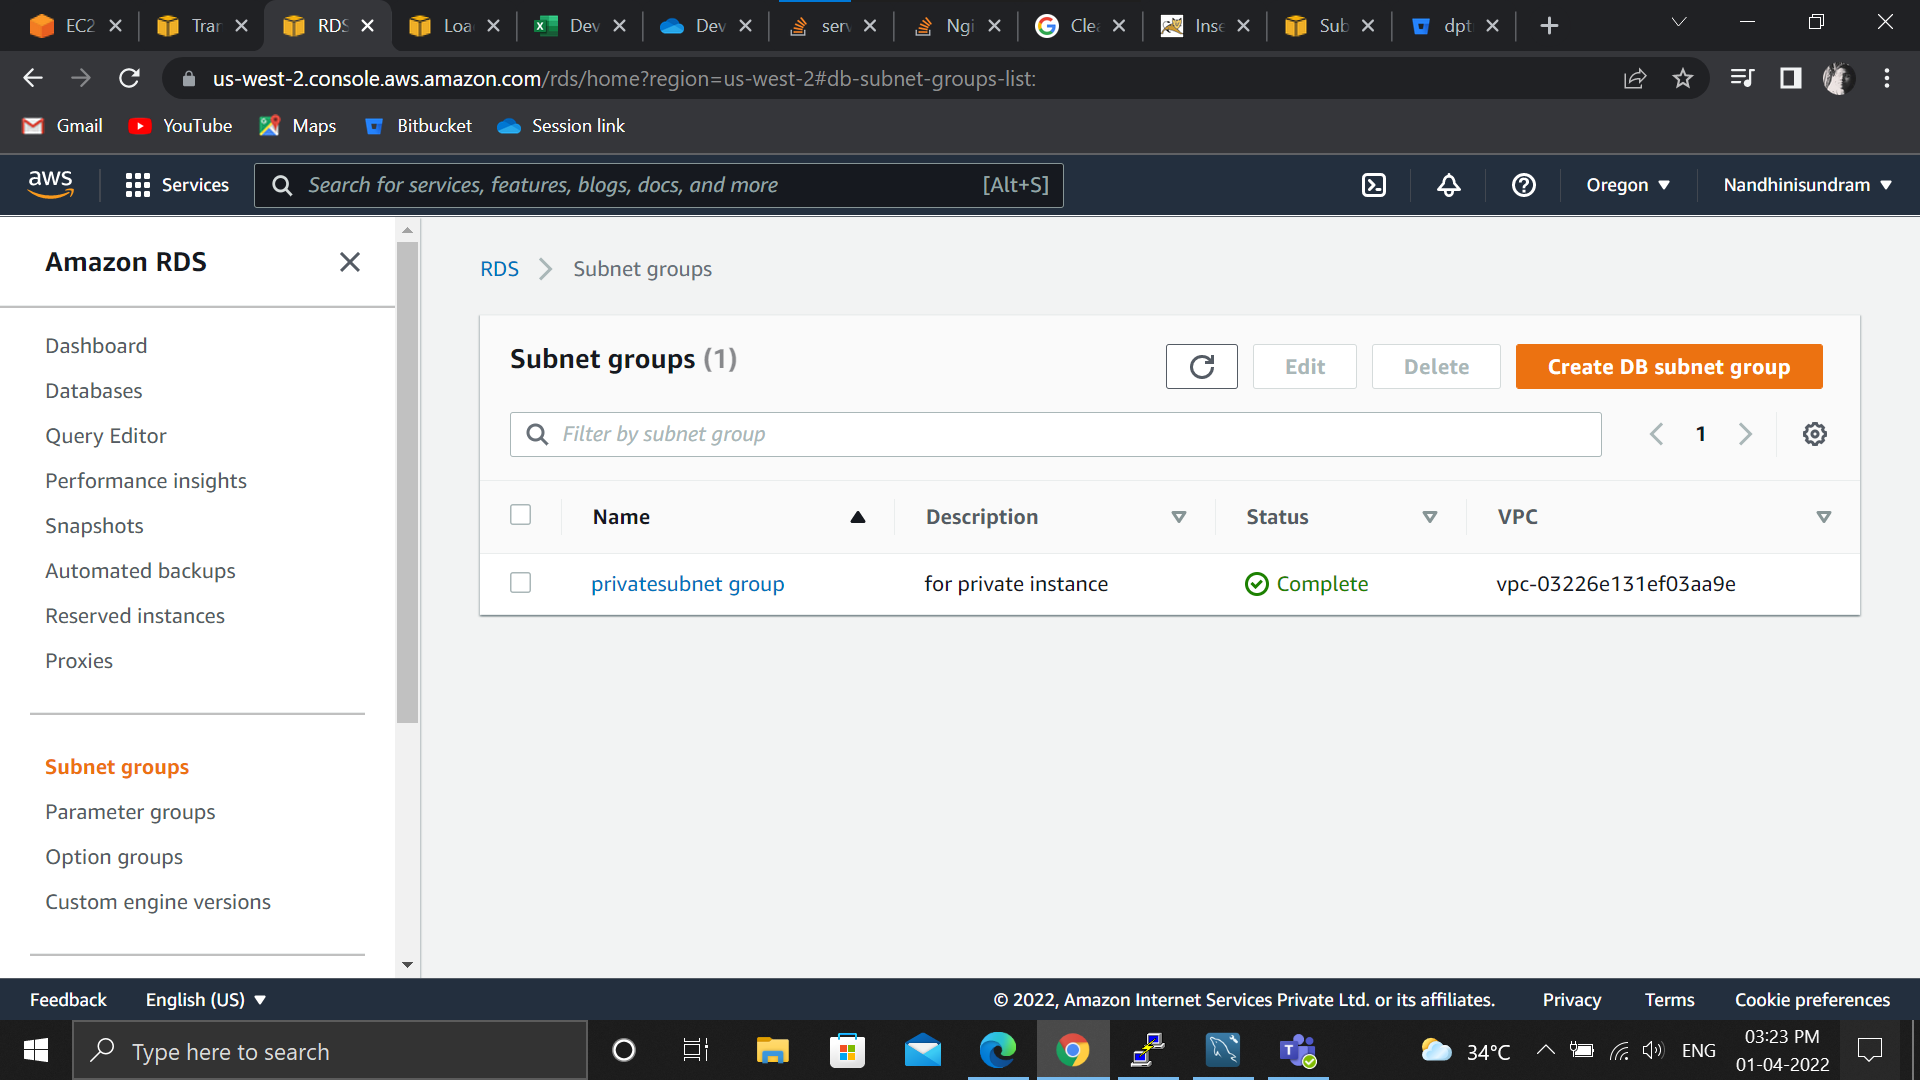 EC2
Trar
RDS
Loa
Dev
Dev
serv
Ngi
Clea
Inse
Sub
dpt
us-west-2.console.aws.amazon.com/rds/home?region=us-west-2#db-subnet-groups-list:
Gmail
YouTube
Maps
Bitbucket
Session link
aws
Services
Search for services, features, blogs, docs, and more
[Alt+S]
Oregon
Nandhinisundram
Amazon RDS
Dashboard
Databases
Query Editor
Performance insights
Snapshots
Automated backups
Reserved instances
Proxies
Subnet groups
Parameter groups
Option groups
Custom engine versions
RDS
Subnet groups
Subnet groups (1)
Edit
Delete
Create DB subnet group
Filter by subnet group
1
Name
Description
Status
VPC
privatesubnet group
for private instance
Complete
vpc-03226e131ef03aa9e
Feedback
English (US)
© 2022, Amazon Internet Services Private Ltd. or its affiliates.
Privacy
Terms
Cookie preferences
Type here to search
34°C
ENG
03:23 PM
01-04-2022